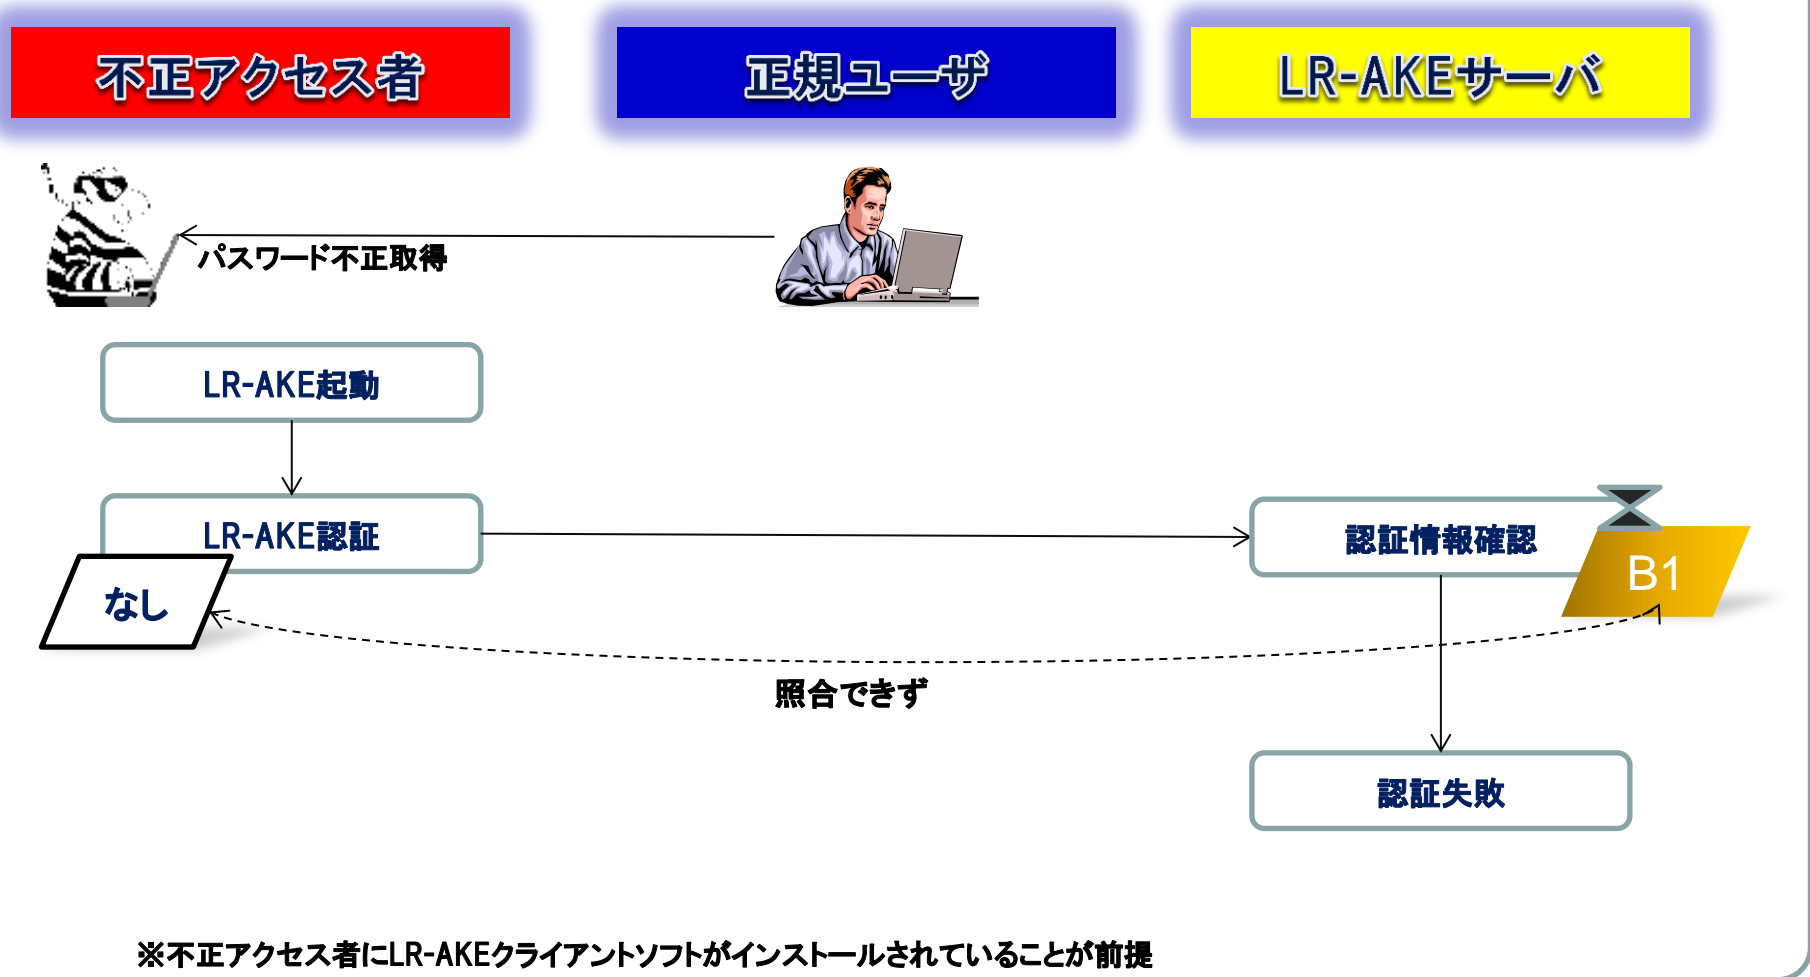 不正アクセス者
正規ユーザ
LR-AKEサーバ
パスワード不正取得
LR-AKE起動
LR-AKE認証
認証情報確認
なし
B1
照合できず
認証失敗
※不正アクセス者にLR-AKEクライアントソフトがインストールされていることが前提